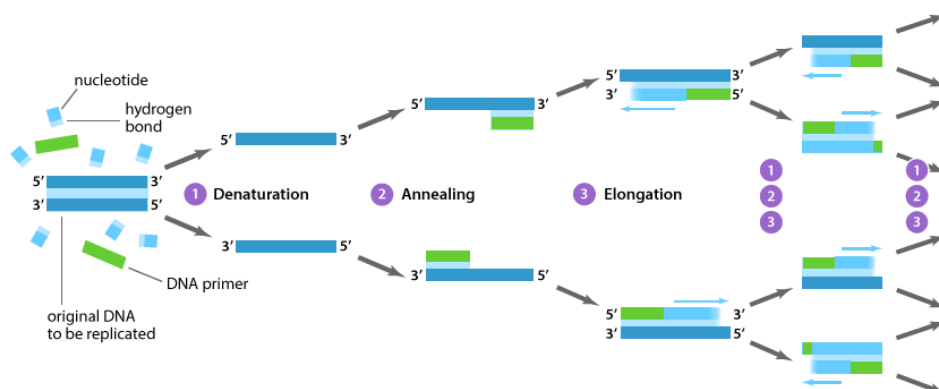 nucleotide
hydrogen
bond
5’ 3’
3’ 5’
DNA primer
original DNA
to be replicated
5’ 3’
1 Denaturation
3’ 5’
5’ 3’
2 Annealing
3’ 5’
5’ 3’
3’ 5’
3 Elongation
5’ 3’
3’ 5’
1
2
3
1
2
3